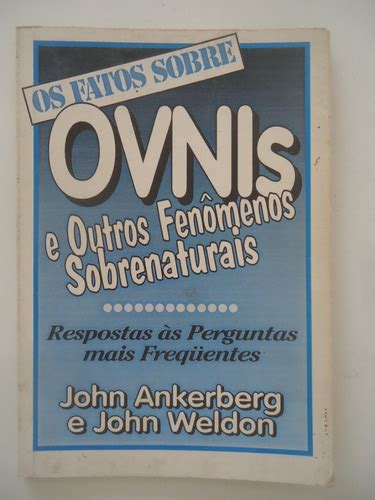 OS FATOS SOBRE
OVNIs
e Outros Fenômenos
Sobrenaturais
Respostas às Perguntas
mais Freqüentes
John Ankerberg
e John Weldon